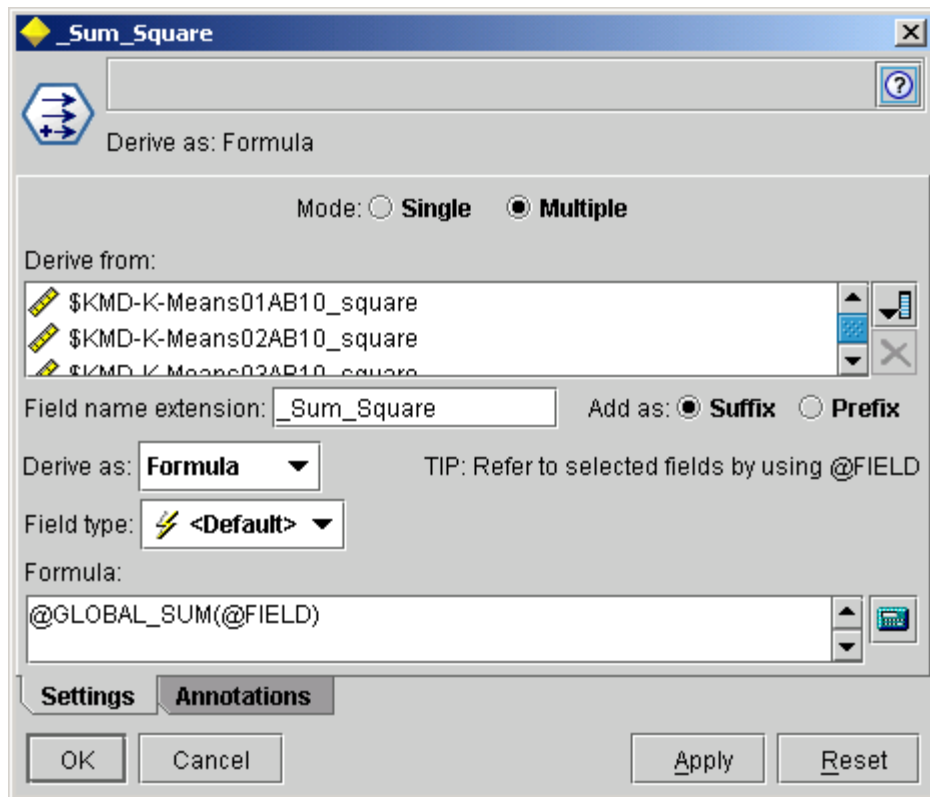 _Sum_Square
Derive as: Formula
Mode: Single Multiple
Derive from:
$KMD-K-Means01AB10_square
$KMD-K-Means02AB10_square
$KMD-K-Means03AB10_square
Field name extension: _Sum_Square Add as: Suffix Prefix
Derive as: Formula TIP: Refer to selected fields by using @FIELD
Field type: <Default>
Formula:
@GLOBAL_SUM(@FIELD)
Settings Annotations
OK Cancel Apply Reset